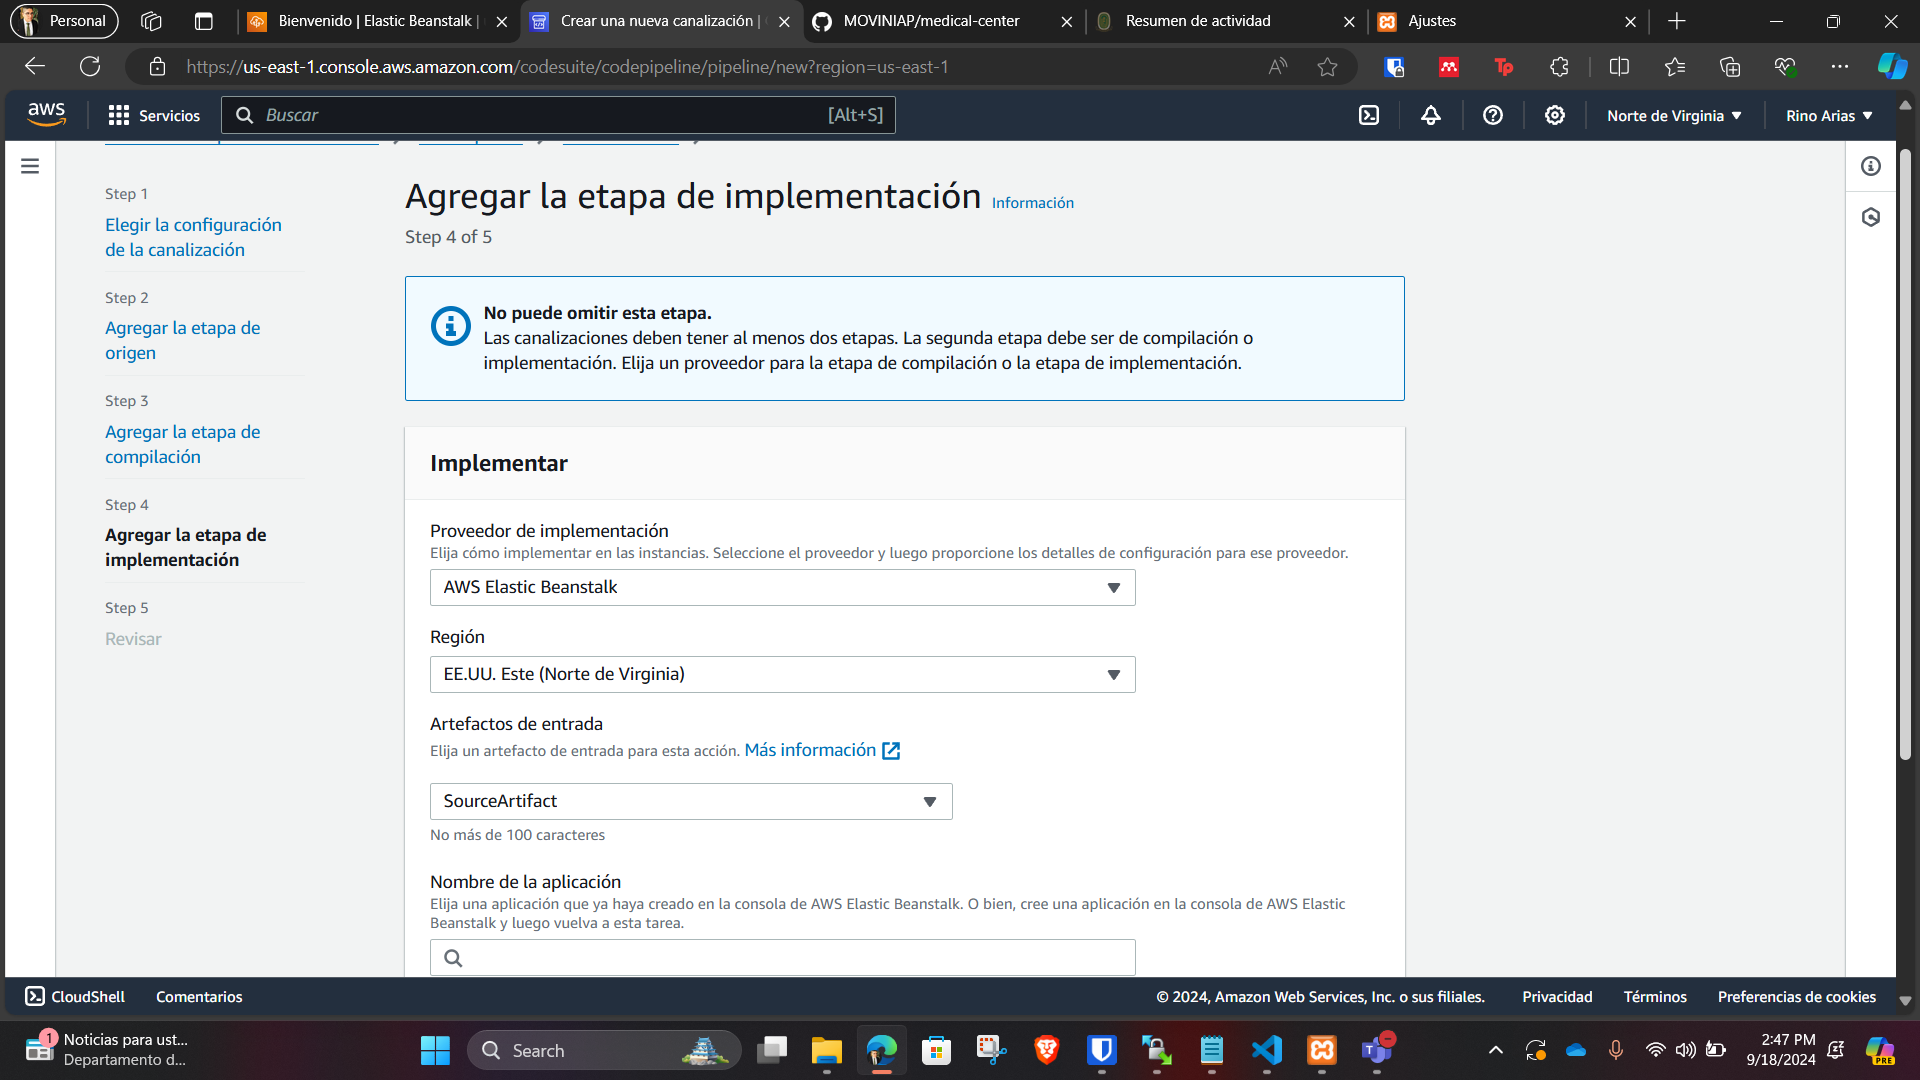 Personal
Bienvenido | Elastic Beanstalk |
Crear una nueva canalización |
MOVINIAP/medical-center
Resumen de actividad
Ajustes
https://us-east-1.console.aws.amazon.com/codesuite/codepipeline/pipeline/new?region=us-east-1
aws
Servicios
Buscar
[Alt+S]
Norte de Virginia
Rino Arias
Step 1
Elegir la configuración
de la canalización
Step 2
Agregar la etapa de
origen
Step 3
Agregar la etapa de
compilación
Step 4
Agregar la etapa de
implementación
Step 5
Revisar
Agregar la etapa de implementación Información
Step 4 of 5
No puede omitir esta etapa.
Las canalizaciones deben tener al menos dos etapas. La segunda etapa debe ser de compilación o
implementación. Elija un proveedor para la etapa de compilación o la etapa de implementación.
Implementar
Proveedor de implementación
Elija cómo implementar en las instancias. Seleccione el proveedor y luego proporcione los detalles de configuración para ese proveedor.
AWS Elastic Beanstalk
Región
EE.UU. Este (Norte de Virginia)
Artefactos de entrada
Elija un artefacto de entrada para esta acción. Más información
SourceArtifact
No más de 100 caracteres
Nombre de la aplicación
Elija una aplicación que ya haya creado en la consola de AWS Elastic Beanstalk. O bien, cree una aplicación en la consola de AWS Elastic
Beanstalk y luego vuelva a esta tarea.
CloudShell
Comentarios
© 2024, Amazon Web Services, Inc. o sus filiales.
Privacidad
Términos
Preferencias de cookies
1
Noticias para ust...
Departamento d...
Search
2:47 PM
9/18/2024
PRE